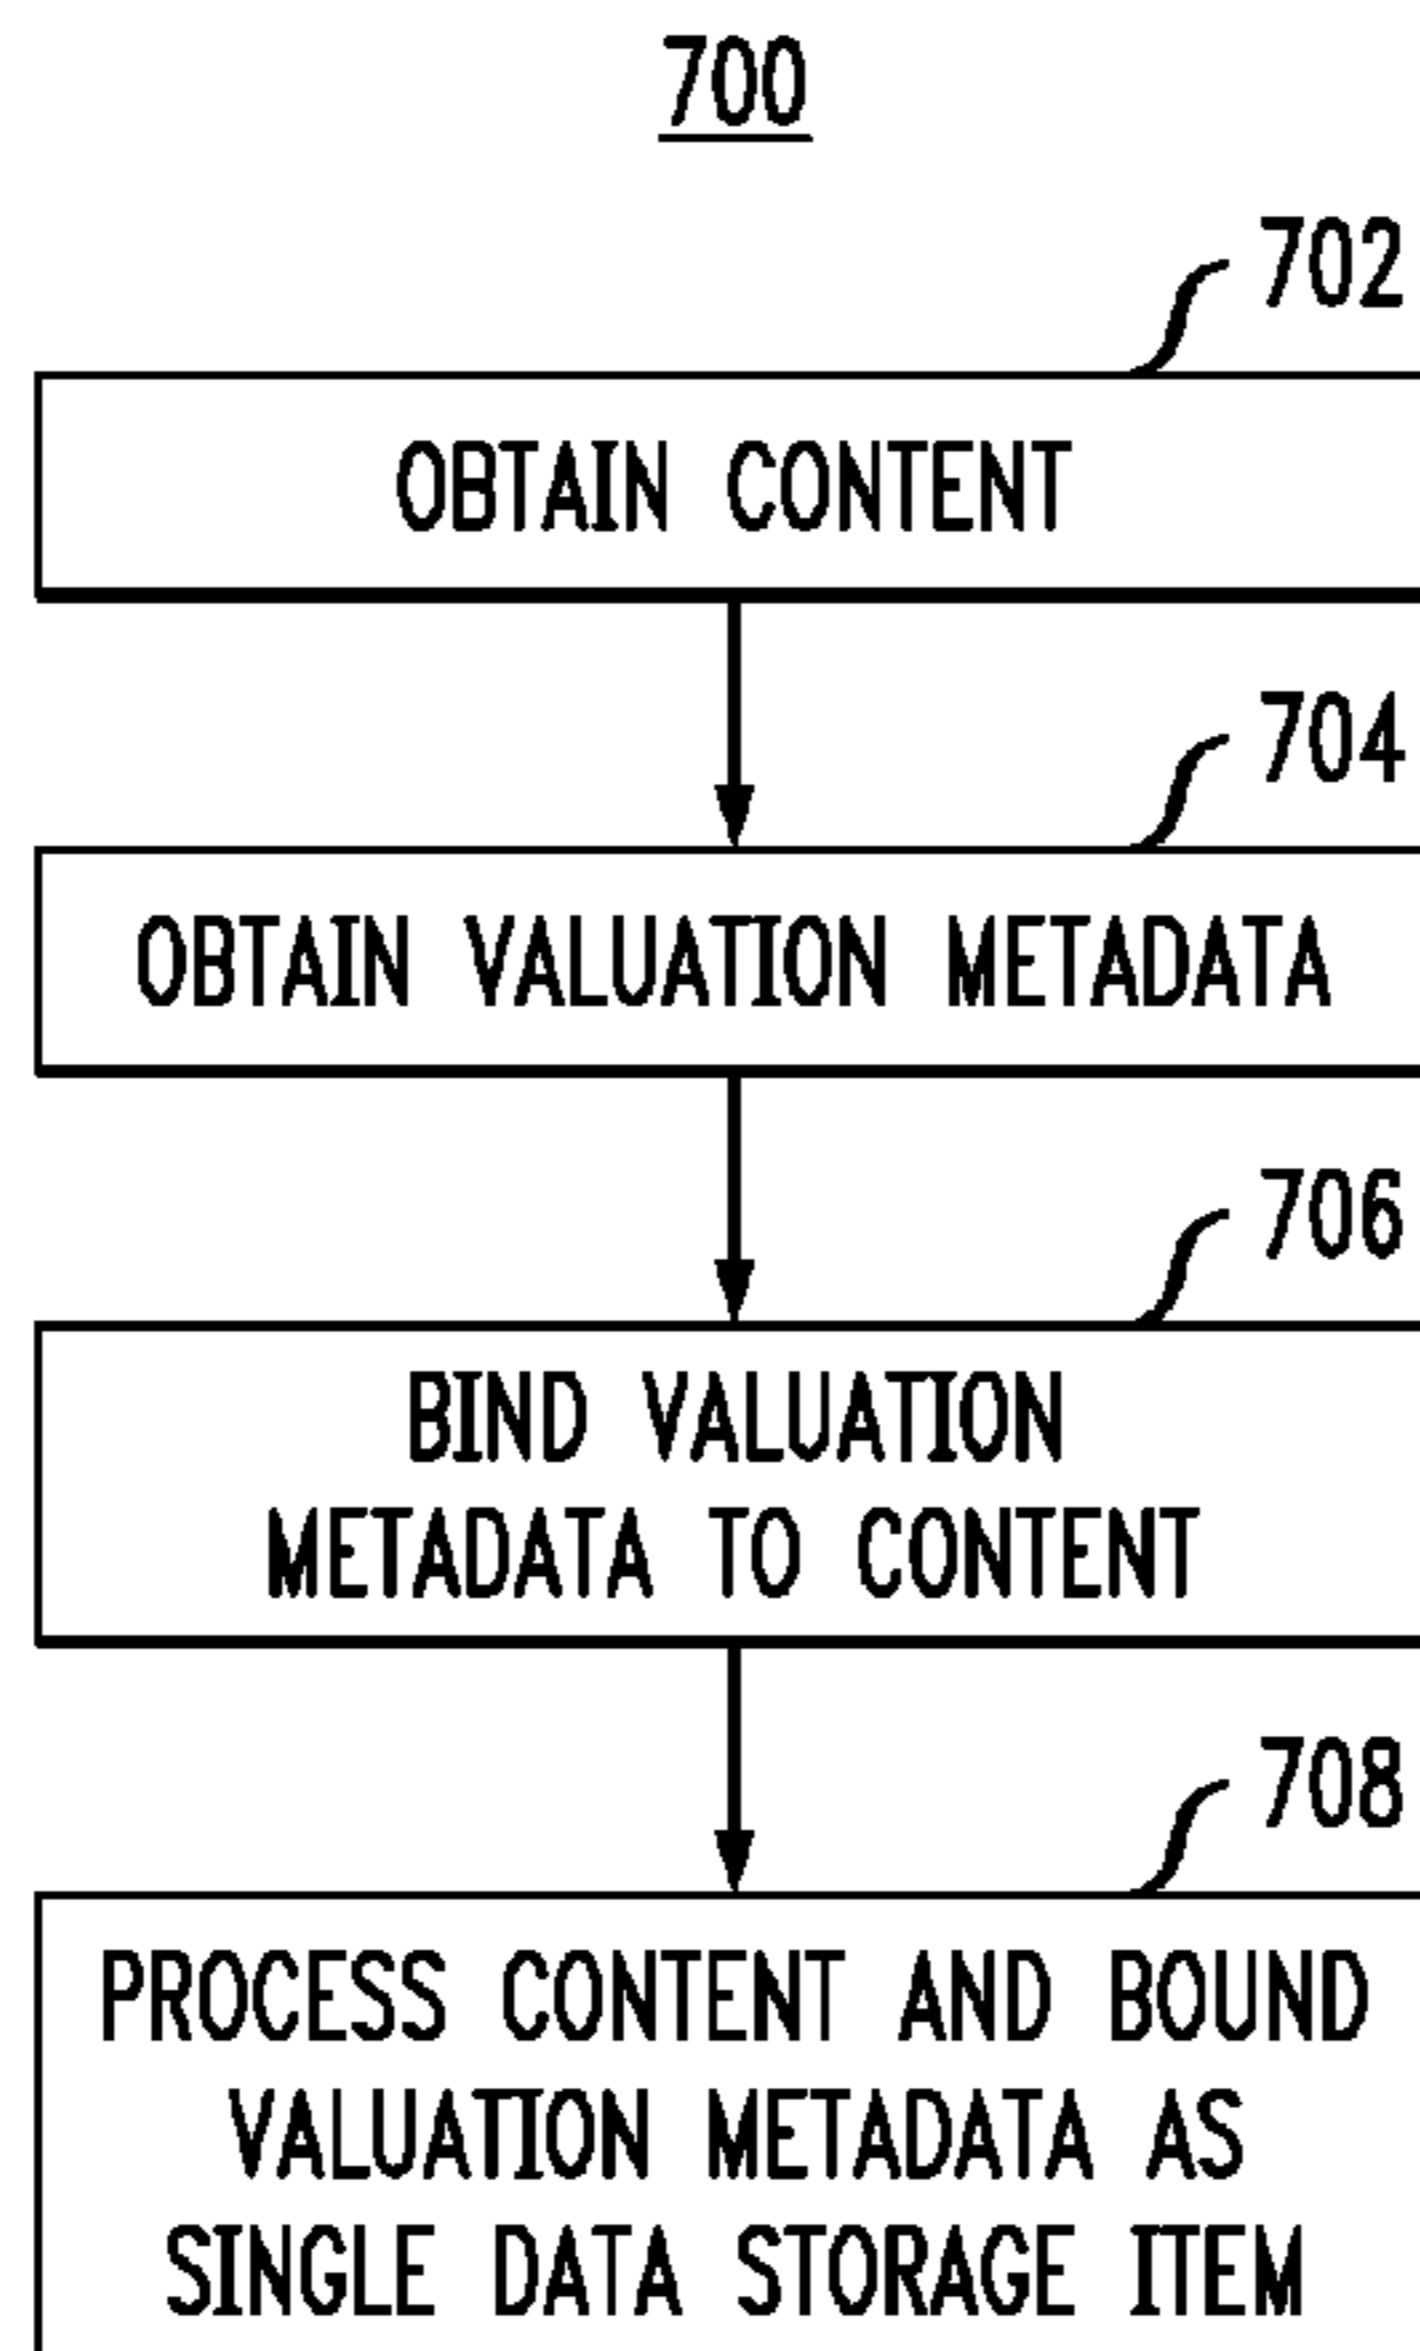 700
702
OBTAIN CONTENT
704
OBTAIN VALUATION METADATA
706
BIND VALUATION
METADATA TO CONTENT
708
PROCESS CONTENT AND BOUND
VALUATION METADATA AS
SINGLE DATA STORAGE ITEM